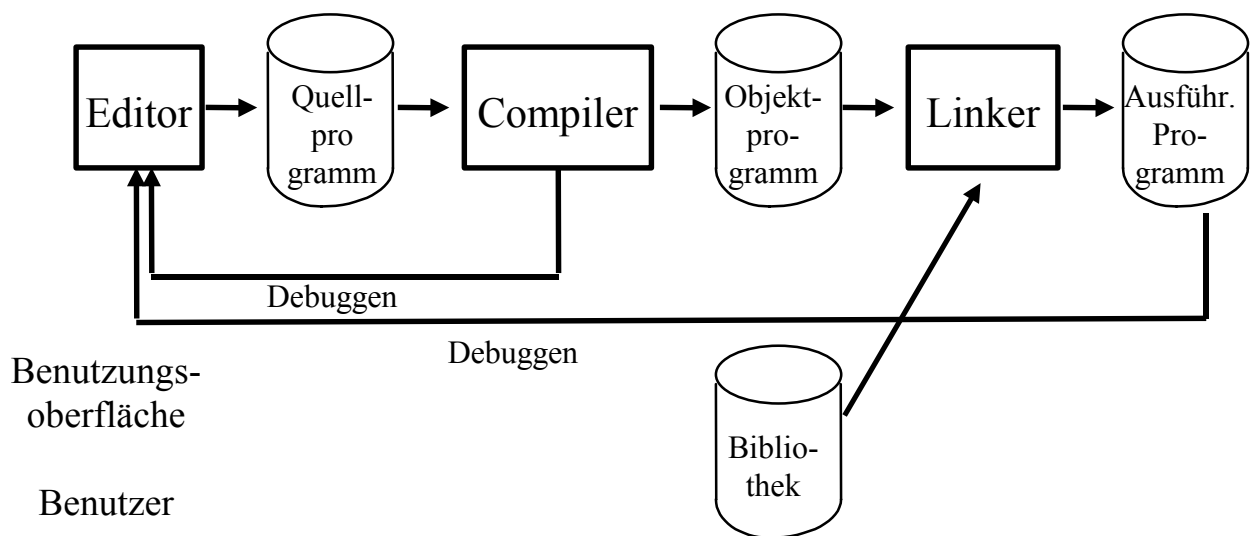 Editor
Quell-
pro
gramm
Compiler
Objekt-
pro-
gramm
Linker
Ausführ.
Pro-
gramm
Debuggen
Debuggen
Benutzungs-
oberfläche
Biblio-
thek
Benutzer